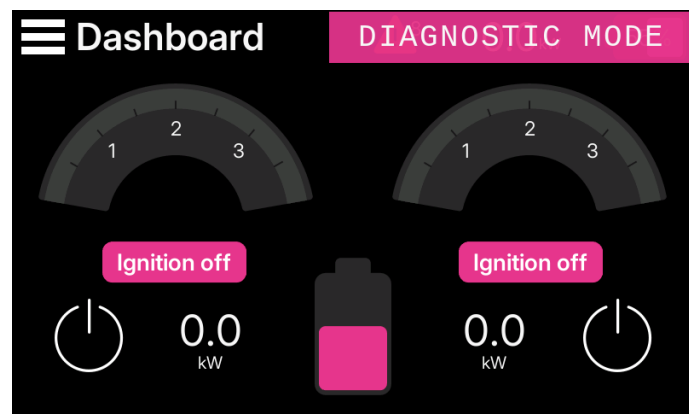 Dashboard
DIAGNOSTIC MODE
1 2 3
1 2 3
Ignition off
Ignition off
0.0
kW
0.0
kW